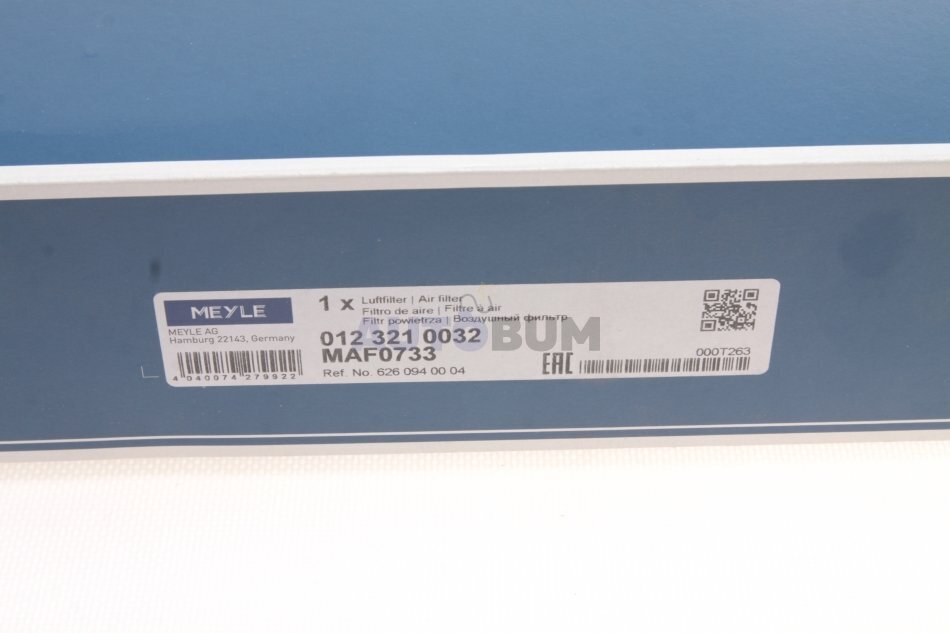 MEYLE
MEYLE AG
Hamburg 22143, Germany
4 040074 279922
1 x Luftfilter | Air filter
Filtro de aire | Filtre à air
Filtr powietrza | Воздушный фильтр
012 321 0032
MAF0733
Ref. No. 626 094 00 04
EAC
000T263
AUTOBUM